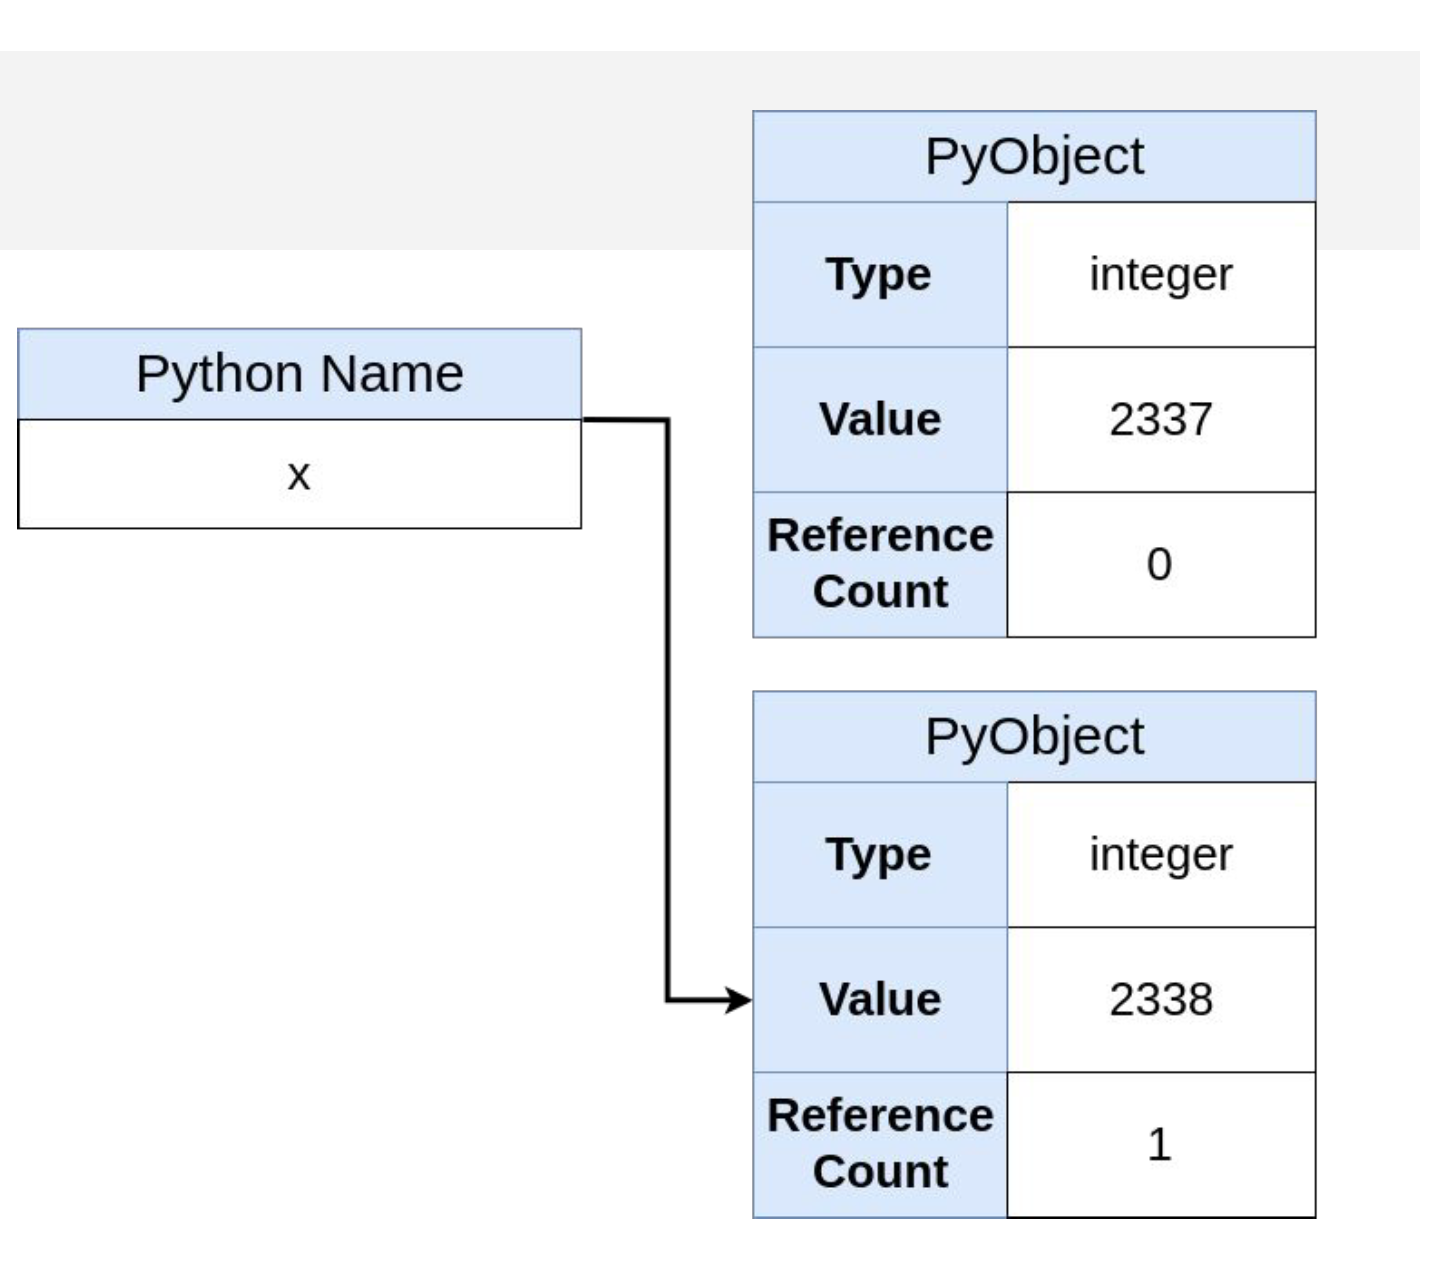 Python Name
x
PyObject
Type integer
Value 2337
Reference
Count 0
PyObject
Type integer
Value 2338
Reference
Count 1